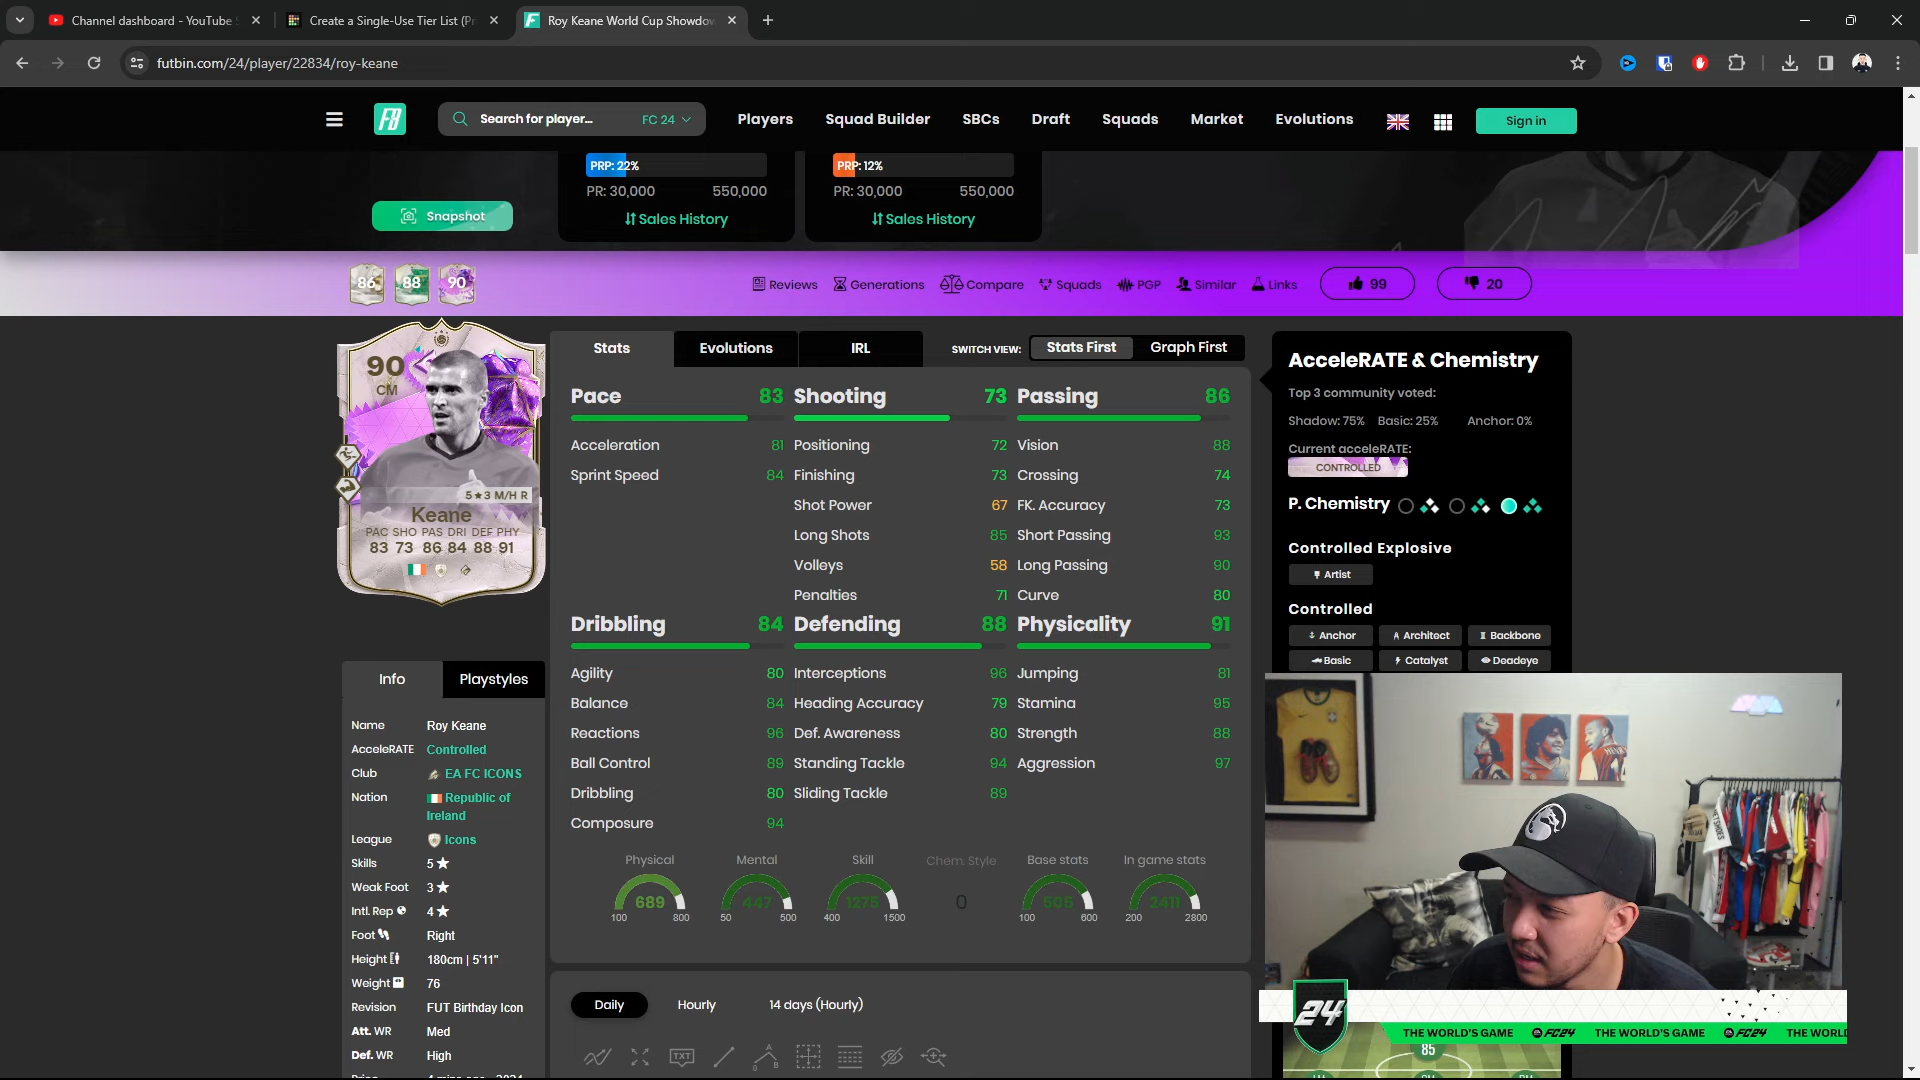 Channel dashboard - YouTube
Create a Single-Use Tier List (Pr
Roy Keane World Cup Showdow
futbin.com/24/player/22834/roy-keane
Search for player...
FC 24
Players
Squad Builder
SBCs
Draft
Squads
Market
Evolutions
Sign in
PRP: 22%
PR: 30,000
550,000
Sales History
PRP: 12%
PR: 30,000
550,000
Sales History
Snapshot
86
88
90
Reviews
Generations
Compare
Squads
PGP
Similar
Links
99
20
90
CM
5★3 M/H R
Keane
PAC SHO PAS DRI DEF PHY
83 73 86 84 88 91
Stats
Evolutions
IRL
SWITCH VIEW:
Stats First
Graph First
Pace 83
Acceleration 81
Sprint Speed 84
Shooting 73
Positioning 72
Finishing 73
Shot Power 67
Long Shots 85
Volleys 58
Penalties 71
Passing 86
Vision 88
Crossing 74
FK. Accuracy 73
Short Passing 93
Long Passing 90
Curve 80
Dribbling 84
Agility 80
Balance 84
Reactions 96
Ball Control 89
Dribbling 80
Composure 94
Defending 88
Interceptions 96
Heading Accuracy 79
Def. Awareness 80
Standing Tackle 94
Sliding Tackle 89
Physicality 91
Jumping 81
Stamina 95
Strength 88
Aggression 97
Physical
689
100 800
Mental
447
50 500
Skill
1275
400 1500
Chem. Style
0
Base stats
505
100 600
In game stats
2411
200 2800
AcceleRATE & Chemistry
Top 3 community voted:
Shadow: 75% Basic: 25% Anchor: 0%
Current acceleRATE:
CONTROLLED
P. Chemistry
Controlled Explosive
Artist
Controlled
Anchor
Architect
Backbone
Basic
Catalyst
Deadeye
Info
Playstyles
Name Roy Keane
AcceleRATE Controlled
Club EA FC ICONS
Nation Republic of
Ireland
League Icons
Skills 5★
Weak Foot 3★
Intl. Rep 4★
Foot Right
Height 180cm | 5'11"
Weight 76
Revision FUT Birthday Icon
Att. WR Med
Def. WR High
Daily
Hourly
14 days (Hourly)
TXT
24
THE WORLD'S GAME
EA FC24
THE WORLD'S GAME
EA FC24
THE WORL
85